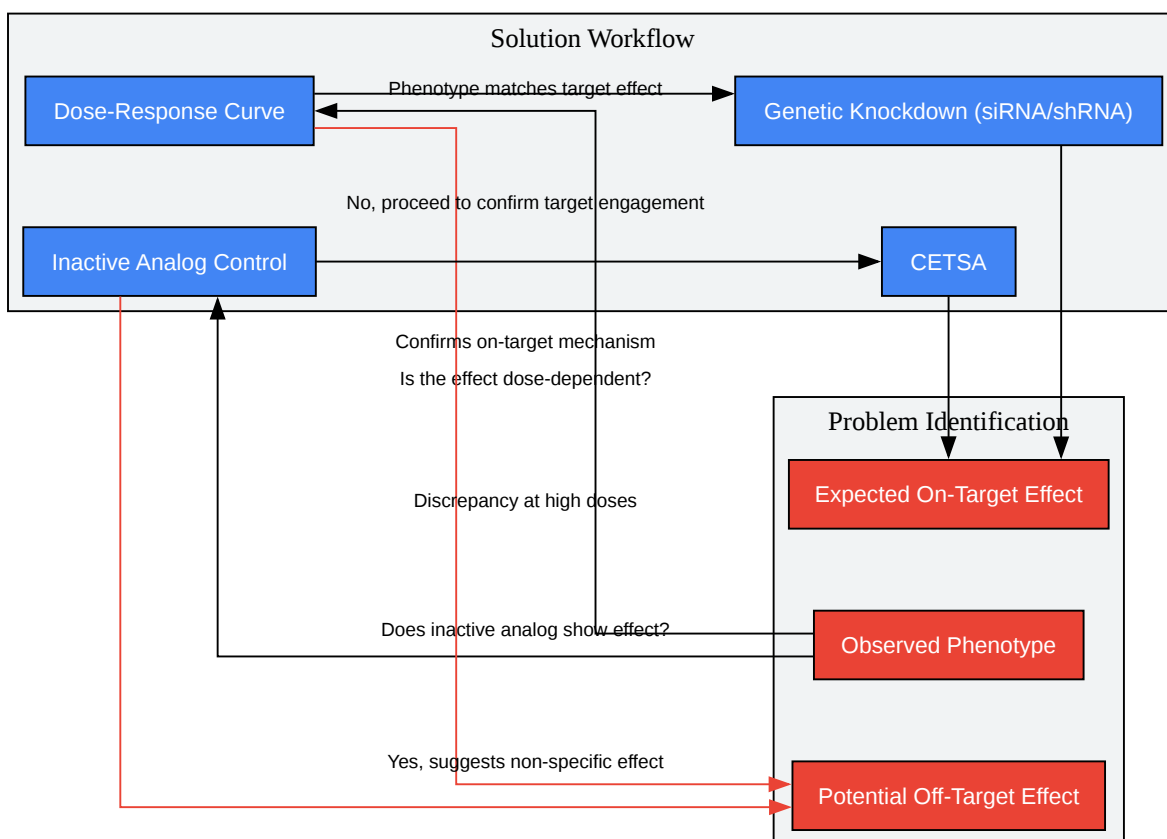 Solution Workflow
Dose-Response Curve
Phenotype matches target effect
Genetic Knockdown (siRNA/shRNA)
No, proceed to confirm target engagement
Inactive Analog Control
CETSA
Confirms on-target mechanism
Is the effect dose-dependent?
Problem Identification
Expected On-Target Effect
Discrepancy at high doses
Does inactive analog show effect?
Observed Phenotype
Yes, suggests non-specific effect
Potential Off-Target Effect